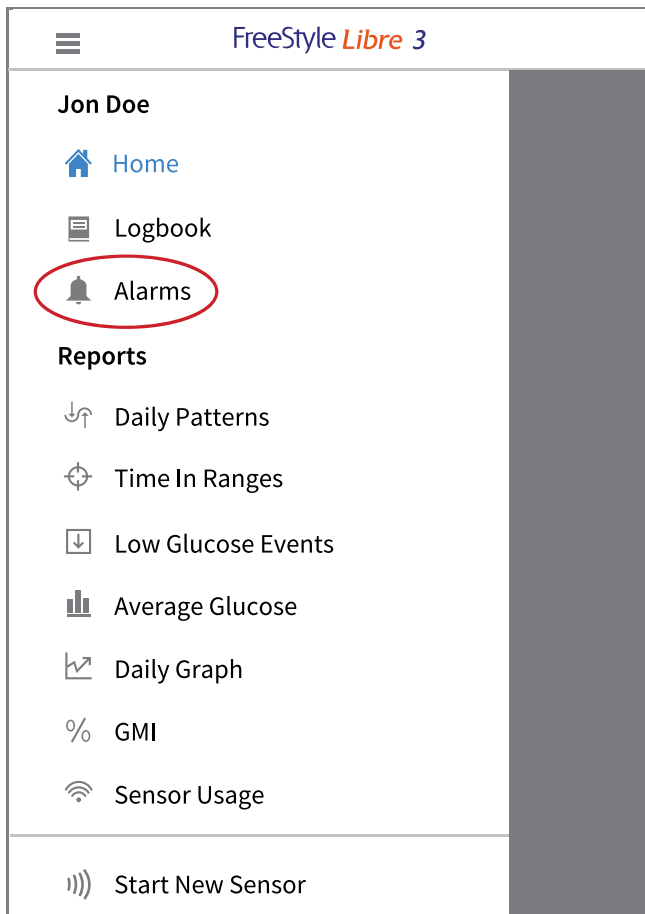 FreeStyle Libre 3
Jon Doe
Home
Logbook
Alarms
Reports
Daily Patterns
Time In Ranges
Low Glucose Events
Average Glucose
Daily Graph
% GMI
Sensor Usage
Start New Sensor